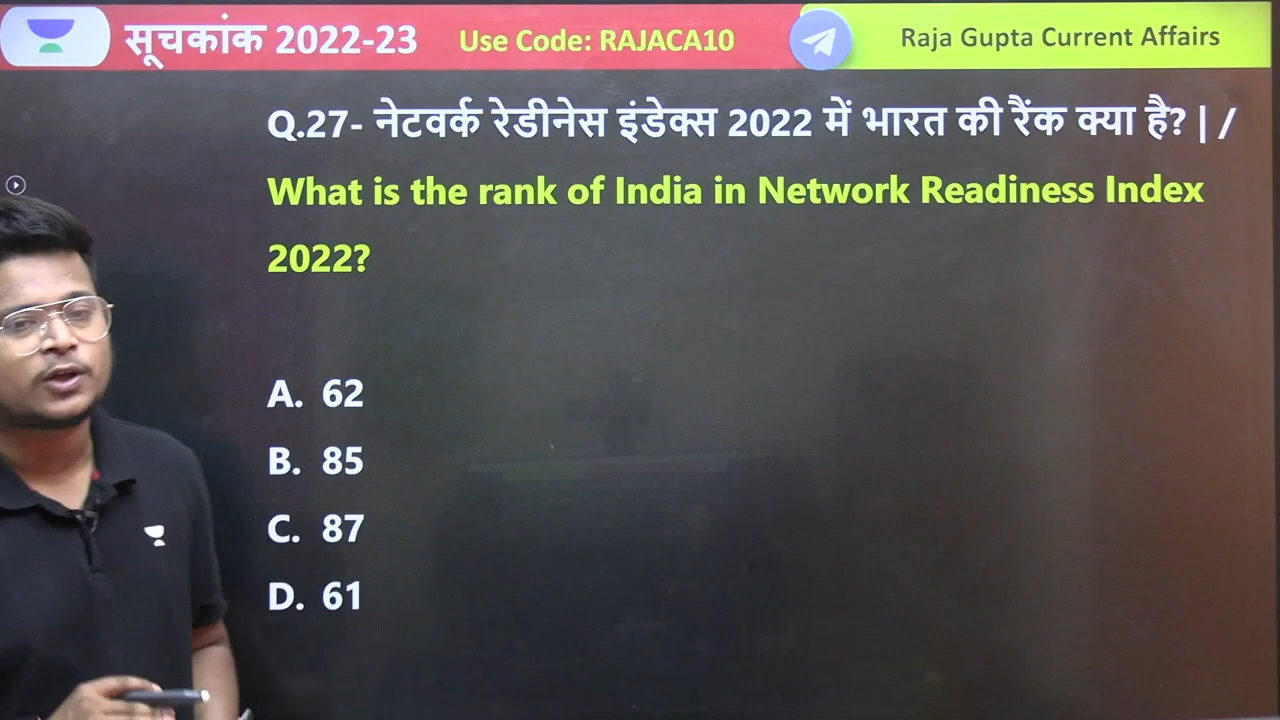 सूचकांक 2022-23 Use Code: RAJACA10 Raja Gupta Current Affairs
Q.27- नेटवर्क रेडीनेस इंडेक्स 2022 में भारत की रैंक क्या है? | /
What is the rank of India in Network Readiness Index
2022?
A. 62
B. 85
C. 87
D. 61